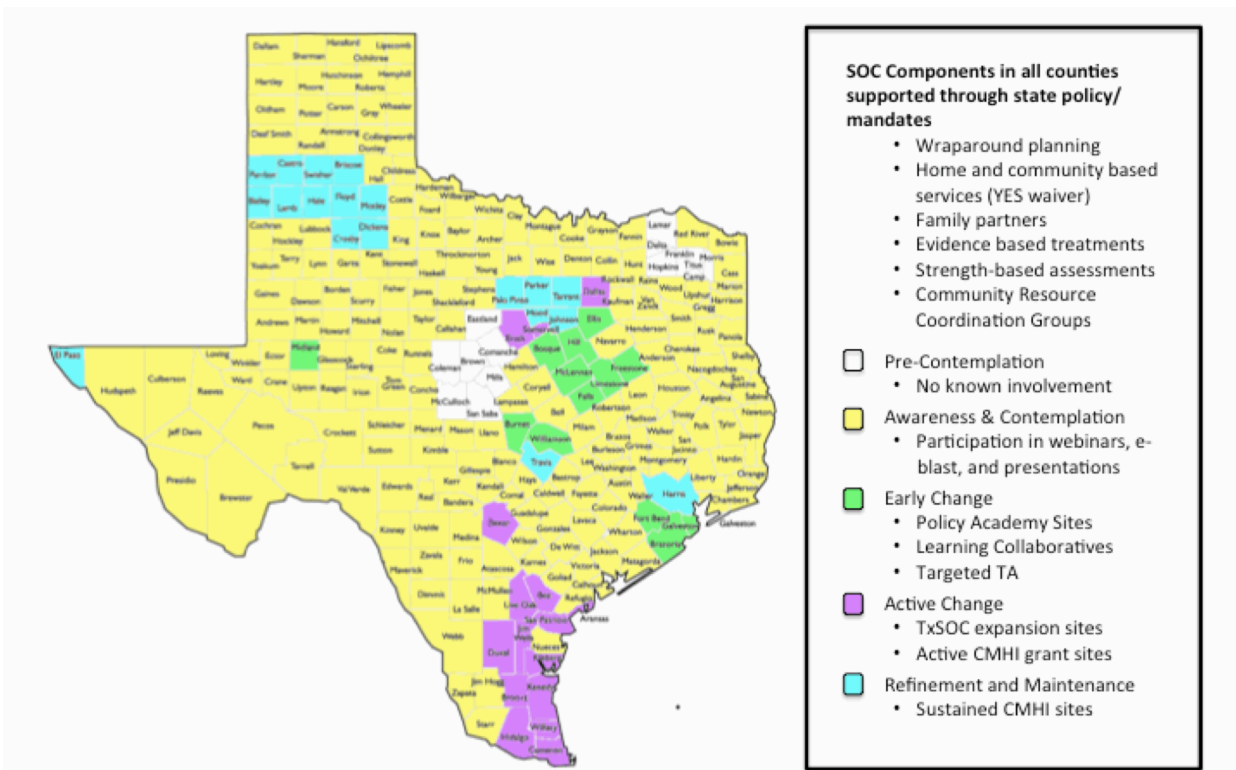 Dallam Hansford Lipscomb
Sherman Ochiltree
Hartley Hutchinson Hemphill
Moore Roberts
Oldham Potter Carson Gray Wheeler
Deaf Smith Armstrong Collingsworth
Randall Donley
Parmer Castro Swisher Briscoe Hall Childress
Bailey Lamb Hale Floyd Motley Cottle Hardeman
Foard Wilbarger Wichita Clay Montague Cooke Grayson Fannin Lamar Red River Bowie
Cochran Hockley Lubbock Crosby Dickens King Knox Baylor Archer
Delta Franklin Morris Hopkins Titus Camp Cass
Yoakum Terry Lynn Garza Kent Stonewall Haskell Throckmorton Young Jack Wise Denton Collin Hunt
Gaines Dawson Borden Scurry Fisher Jones Shackleford Stephens Palo Pinto Parker Tarrant Dallas Rockwall Rains Wood Upshur Marion
Kaufman Van Zandt Smith Gregg Harrison
Andrews Martin Howard Mitchell Nolan Taylor Callahan Eastland Erath Hood Somervell Johnson Ellis Henderson Rusk Panola
El Paso Hudspeth Culberson Reeves Loving Winkler Ector Midland Glasscock Sterling Coke Runnels Coleman Brown Comanche Hamilton Bosque Hill Navarro Anderson Cherokee Shelby
Ward Crane Upton Reagan Irion Tom Green Concho McCulloch Mills San Saba Lampasas Coryell McLennan Limestone Freestone Falls Leon Houston Nacogdoches San Augustine Sabine
Angelina Newton
Jeff Davis Pecos Crockett Schleicher Menard Mason Llano Burnet Bell Williamson Milam Robertson Madison Trinity Polk Tyler Jasper
Brazos Grimes Walker San Jacinto
Presidio Brewster Terrell Sutton Kimble Gillespie Blanco Travis Lee Burleson Washington Montgomery Hardin Liberty Orange
Val Verde Edwards Kerr Kendall Real Bandera Hays Comal Caldwell Bastrop Fayette Austin Waller Harris Jefferson Chambers
Kinney Uvalde Medina Bexar Guadalupe Gonzales Lavaca Colorado Wharton Fort Bend Galveston Brazoria Galveston
Maverick Zavala Frio Atascosa Wilson Karnes De Witt Jackson Victoria Matagorda
Dimmit La Salle McMullen Live Oak Bee Goliad Refugio Calhoun Aransas
Webb Duval Jim Wells San Patricio Nueces Kleberg
Zapata Jim Hogg Brooks Kenedy
Starr Hidalgo Willacy Cameron
SOC Components in all counties
supported through state policy/
mandates
• Wraparound planning
• Home and community based
services (YES waiver)
• Family partners
• Evidence based treatments
• Strength-based assessments
• Community Resource
Coordination Groups
Pre-Contemplation
• No known involvement
Awareness & Contemplation
• Participation in webinars, e-
blast, and presentations
Early Change
• Policy Academy Sites
• Learning Collaboratives
• Targeted TA
Active Change
• TxSOC expansion sites
• Active CMHI grant sites
Refinement and Maintenance
• Sustained CMHI sites